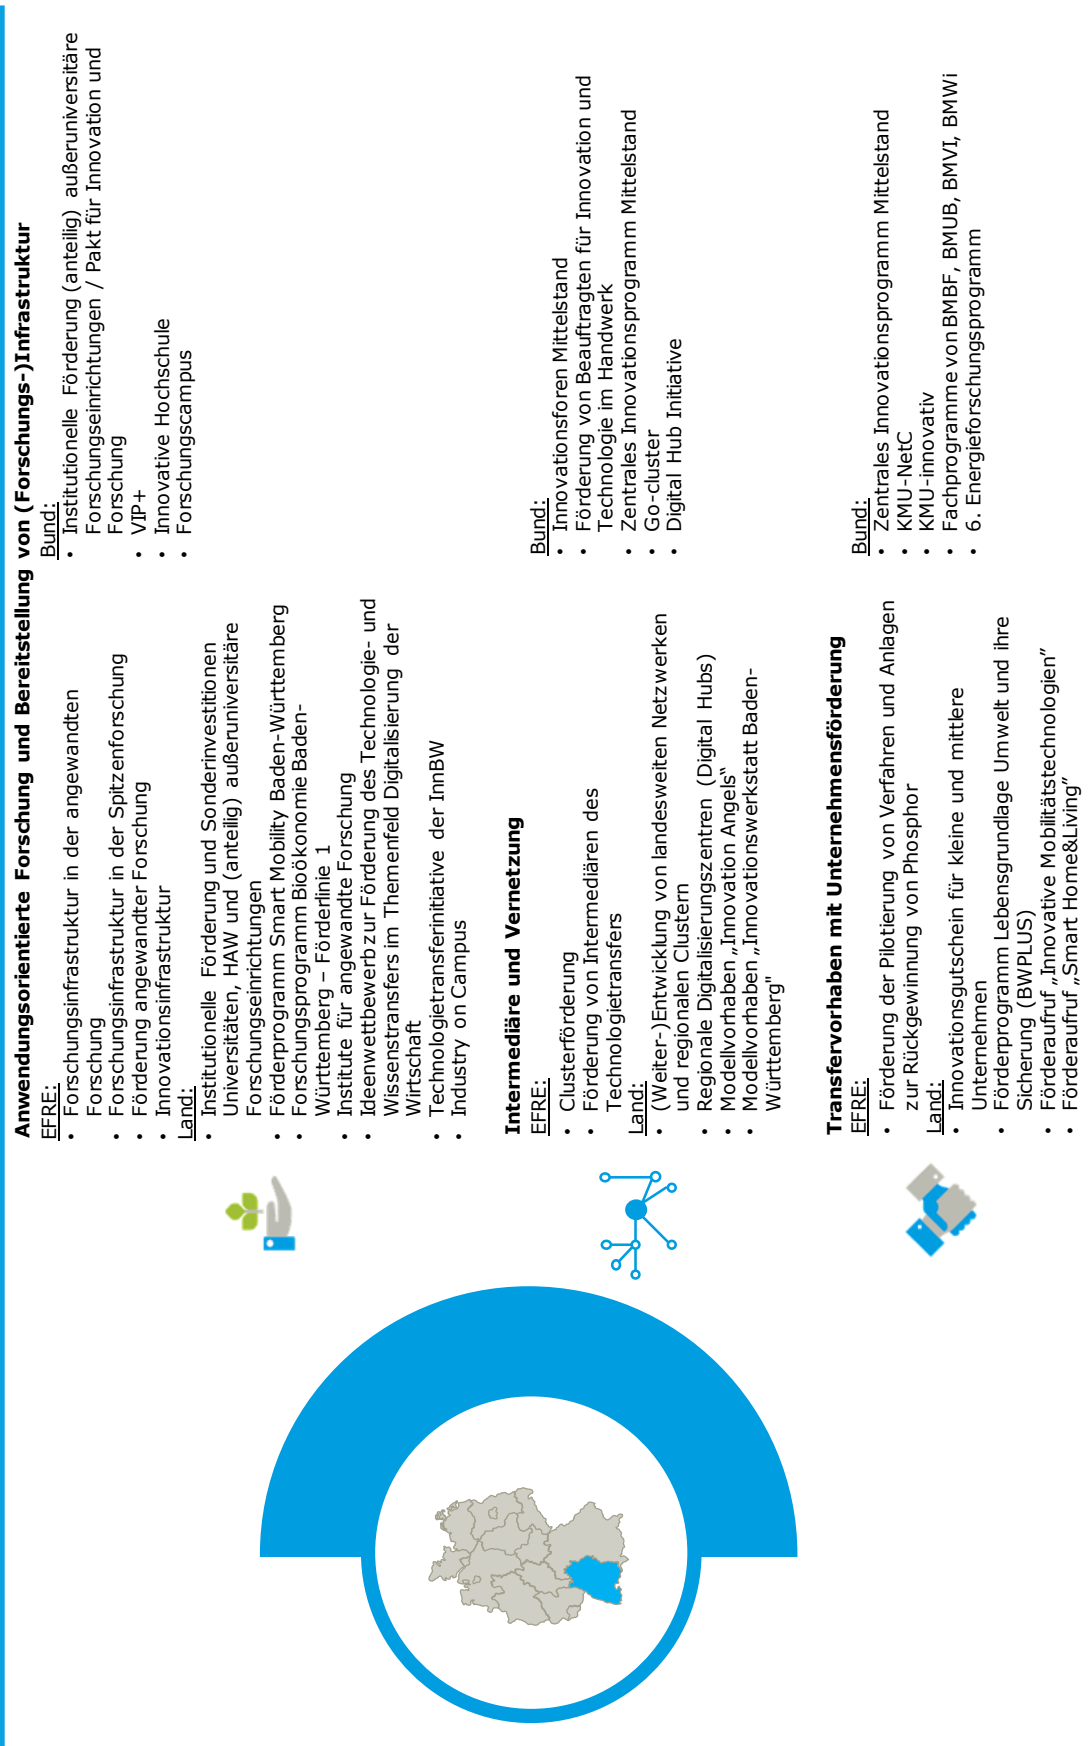 Anwendungsorientierte Forschung und Bereitstellung von (Forschungs-)Infrastruktur
EFRE:
• Forschungsinfrastruktur in der angewandten
Forschung
• Forschungsinfrastruktur in der Spitzenforschung
• Förderung angewandter Forschung
• Innovationsinfrastruktur
Land:
• Institutionelle Förderung und Sonderinvestitionen
Universitäten, HAW und (anteilig) außeruniversitäre
Forschungseinrichtungen
• Förderprogramm Smart Mobility Baden-Württemberg
• Forschungsprogramm Bioökonomie Baden-
Württemberg – Förderlinie 1
• Institute für angewandte Forschung
• Ideenwettbewerb zur Förderung des Technologie- und
Wissenstransfers im Themenfeld Digitalisierung der
Wirtschaft
• Technologietransferinitiative der InnBW
• Industry on Campus
Bund:
• Institutionelle Förderung (anteilig) außeruniversitäre
Forschungseinrichtungen / Pakt für Innovation und
Forschung
• VIP+
• Innovative Hochschule
• Forschungscampus
Intermediäre und Vernetzung
EFRE:
• Clusterförderung
• Förderung von Intermediären des
Technologietransfers
Land:
• (Weiter-)Entwicklung von landesweiten Netzwerken
und regionalen Clustern
• Regionale Digitalisierungszentren (Digital Hubs)
• Modellvorhaben „Innovation Angels“
• Modellvorhaben „Innovationswerkstatt Baden-
Württemberg"
Bund:
• Innovationsforen Mittelstand
• Förderung von Beauftragten für Innovation und
Technologie im Handwerk
• Zentrales Innovationsprogramm Mittelstand
• Go-cluster
• Digital Hub Initiative
Transfervorhaben mit Unternehmensförderung
EFRE:
• Förderung der Pilotierung von Verfahren und Anlagen
zur Rückgewinnung von Phosphor
Land:
• Innovationsgutschein für kleine und mittlere
Unternehmen
• Förderprogramm Lebensgrundlage Umwelt und ihre
Sicherung (BWPLUS)
• Förderaufruf „Innovative Mobilitätstechnologien”
• Förderaufruf „Smart Home&Living”
Bund:
• Zentrales Innovationsprogramm Mittelstand
• KMU-NetC
• KMU-innovativ
• Fachprogramme von BMBF, BMUB, BMVI, BMWi
• 6. Energieforschungsprogramm